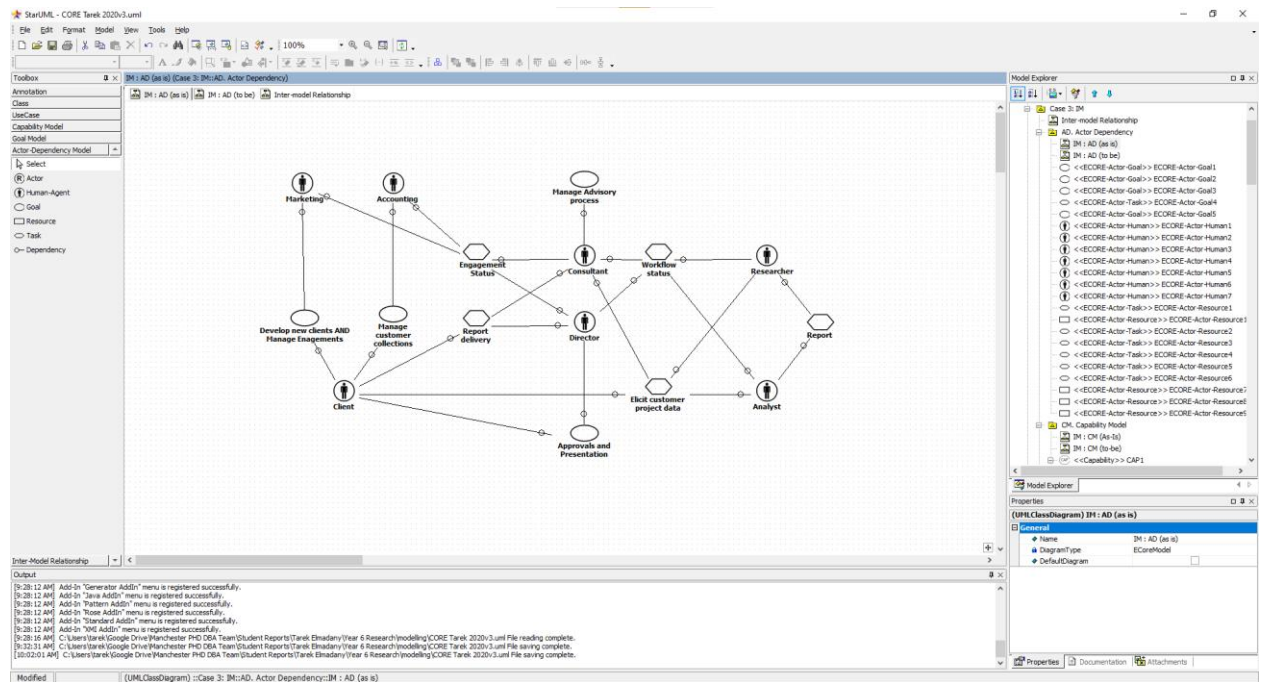 StarUML - CORE Tarek 2020v3.uml
File Edit Format Model View Tools Help
100%
Toolbox
IM : AD (as is) (Case 3: IM::AD. Actor Dependency)
Model Explorer
Annotation
Class
UseCase
Capability Model
Goal Model
Actor-Dependency Model
Select
Actor
Human-Agent
Goal
Resource
Task
Dependency
Inter-Model Relationship
IM : AD (as is) IM : AD (to be) Inter-model Relationship
Marketing
Accounting
Manage Advisory
process
Engagement
Status
Consultant
Workflow
status
Researcher
Develop new clients AND
Manage Enagements
Manage
customer
collections
Report
delivery
Director
Report
Client
Elicit customer
project data
Analyst
Approvals and
Presentation
Case 3: IM
Inter-model Relationship
AD. Actor Dependency
IM : AD (as is)
IM : AD (to be)
<<ECORE-Actor-Goal>> ECORE-Actor-Goal1
<<ECORE-Actor-Goal>> ECORE-Actor-Goal2
<<ECORE-Actor-Goal>> ECORE-Actor-Goal3
<<ECORE-Actor-Task>> ECORE-Actor-Goal4
<<ECORE-Actor-Goal>> ECORE-Actor-Goal5
<<ECORE-Actor-Human>> ECORE-Actor-Human1
<<ECORE-Actor-Human>> ECORE-Actor-Human2
<<ECORE-Actor-Human>> ECORE-Actor-Human3
<<ECORE-Actor-Human>> ECORE-Actor-Human4
<<ECORE-Actor-Human>> ECORE-Actor-Human5
<<ECORE-Actor-Human>> ECORE-Actor-Human6
<<ECORE-Actor-Human>> ECORE-Actor-Human7
<<ECORE-Actor-Task>> ECORE-Actor-Resource1
<<ECORE-Actor-Resource>> ECORE-Actor-Resource1
<<ECORE-Actor-Task>> ECORE-Actor-Resource2
<<ECORE-Actor-Task>> ECORE-Actor-Resource3
<<ECORE-Actor-Task>> ECORE-Actor-Resource4
<<ECORE-Actor-Task>> ECORE-Actor-Resource5
<<ECORE-Actor-Task>> ECORE-Actor-Resource6
<<ECORE-Actor-Resource>> ECORE-Actor-Resource7
<<ECORE-Actor-Resource>> ECORE-Actor-Resource8
<<ECORE-Actor-Resource>> ECORE-Actor-Resource9
CM. Capability Model
IM : CM (As-Is)
IM : CM (to-be)
<<Capability>> CAP1
Model Explorer
Properties
(UMLClassDiagram) IM : AD (as is)
General
Name IM : AD (as is)
DiagramType ECoreModel
DefaultDiagram
Properties Documentation Attachments
Output
[9:28:12 AM] Add-In "Generator AddIn" menu is registered successfully.
[9:28:12 AM] Add-In "Java AddIn" menu is registered successfully.
[9:28:12 AM] Add-In "Pattern AddIn" menu is registered successfully.
[9:28:12 AM] Add-In "Rose AddIn" menu is registered successfully.
[9:28:12 AM] Add-In "Standard AddIn" menu is registered successfully.
[9:28:12 AM] Add-In "XMI AddIn" menu is registered successfully.
[9:28:16 AM] C:\Users\tarek\Google Drive\Manchester PHD DBA Team\Student Reports\Tarek Elmadany\Year 6 Research\modelling\CORE Tarek 2020v3.uml File reading complete.
[9:32:31 AM] C:\Users\tarek\Google Drive\Manchester PHD DBA Team\Student Reports\Tarek Elmadany\Year 6 Research\modelling\CORE Tarek 2020v3.uml File saving complete.
[10:02:01 AM] C:\Users\tarek\Google Drive\Manchester PHD DBA Team\Student Reports\Tarek Elmadany\Year 6 Research\modelling\CORE Tarek 2020v3.uml File saving complete.
Modified (UMLClassDiagram) ::Case 3: IM::AD. Actor Dependency::IM : AD (as is)